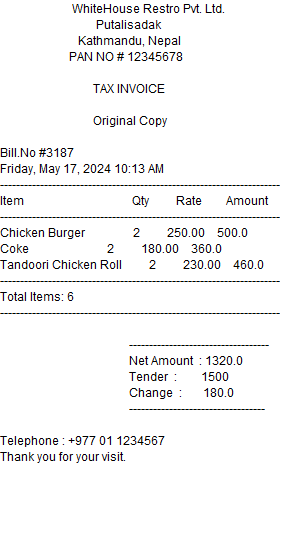 WhiteHouse Restro Pvt. Ltd.
Putalisadak
Kathmandu, Nepal
PAN NO # 12345678
TAX INVOICE
Original Copy
Bill.No #3187
Friday, May 17, 2024 10:13 AM
------------------------------------------------------------------------
Item Qty Rate Amount
------------------------------------------------------------------------
Chicken Burger 2 250.00 500.0
Coke 2 180.00 360.0
Tandoori Chicken Roll 2 230.00 460.0
------------------------------------------------------------------------
Total Items: 6
------------------------------------------------------------------------
-----------------------------------
Net Amount : 1320.0
Tender : 1500
Change : 180.0
----------------------------------
Telephone : +977 01 1234567
Thank you for your visit.